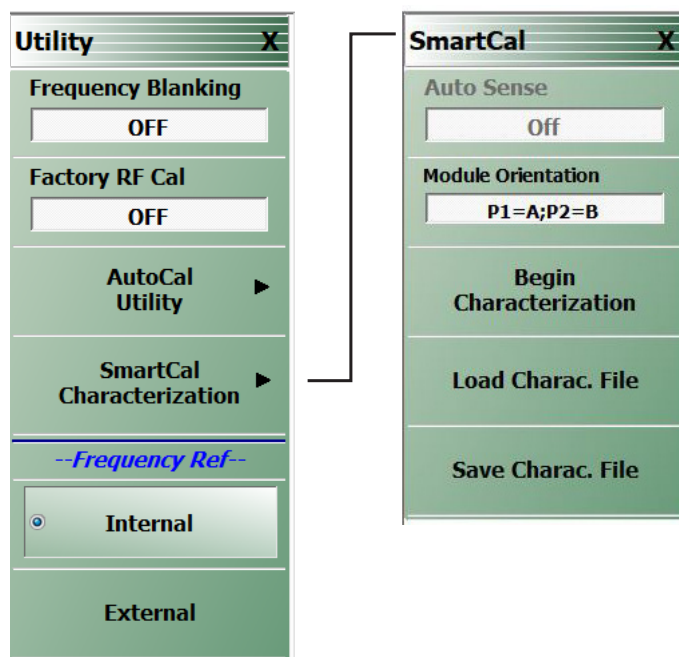 Utility X
Frequency Blanking
OFF
Factory RF Cal
OFF
AutoCal
Utility
SmartCal
Characterization
--Frequency Ref--
Internal
External
SmartCal X
Auto Sense
Off
Module Orientation
P1=A;P2=B
Begin
Characterization
Load Charac. File
Save Charac. File